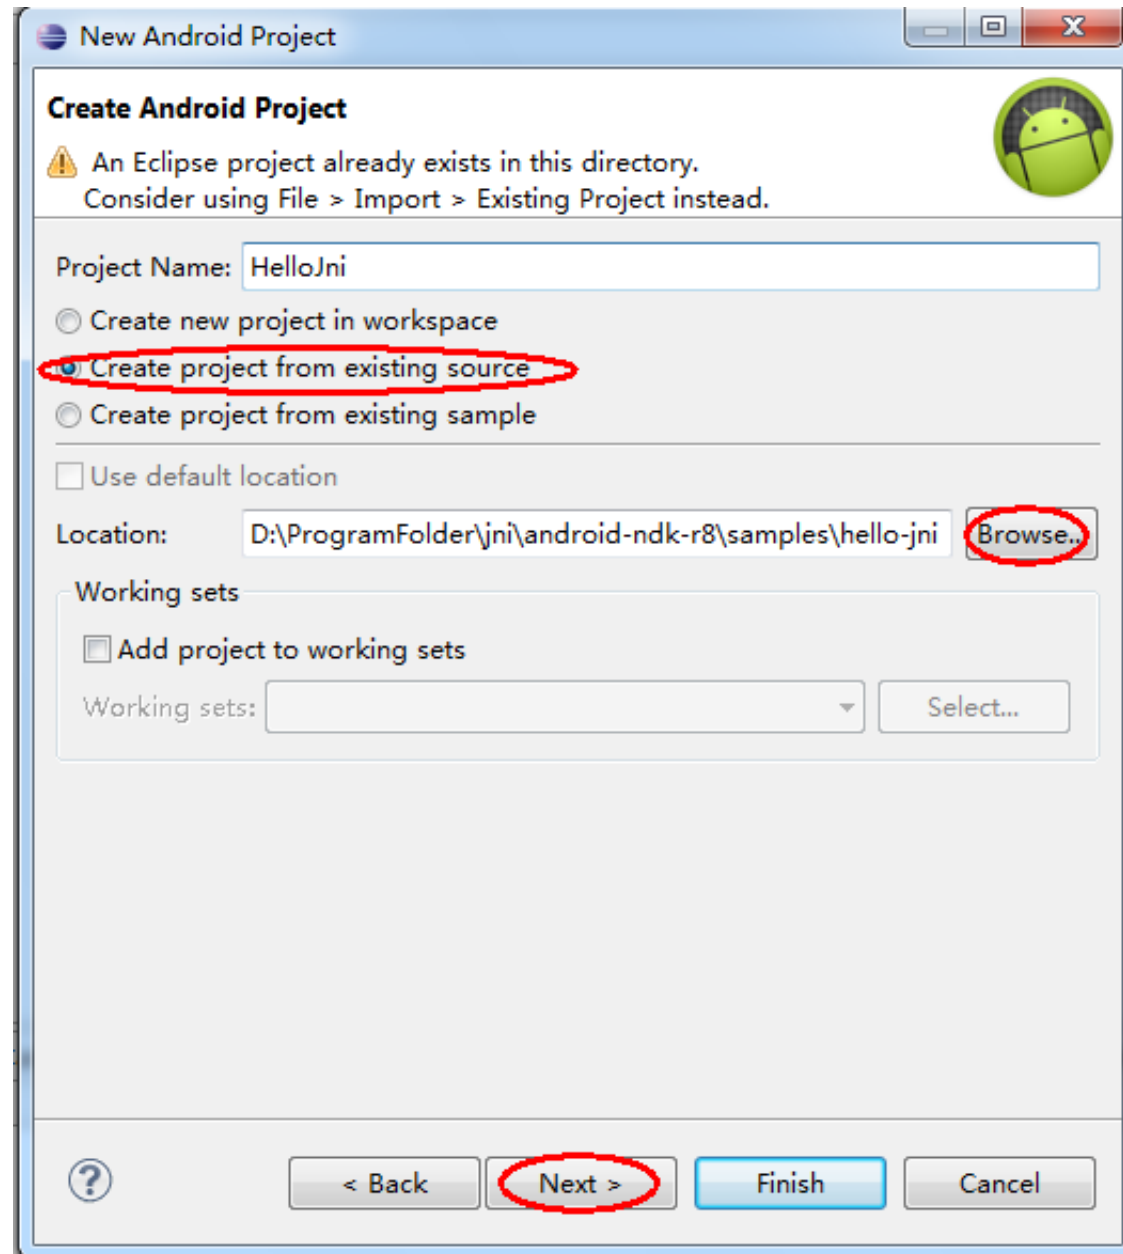 New Android Project
Create Android Project
An Eclipse project already exists in this directory.
Consider using File > Import > Existing Project instead.
Project Name: HelloJni
Create new project in workspace
Create project from existing source
Create project from existing sample
Use default location
Location: D:\ProgramFolder\jni\android-ndk-r8\samples\hello-jni Browse...
Working sets
Add project to working sets
Working sets: Select...
< Back Next > Finish Cancel